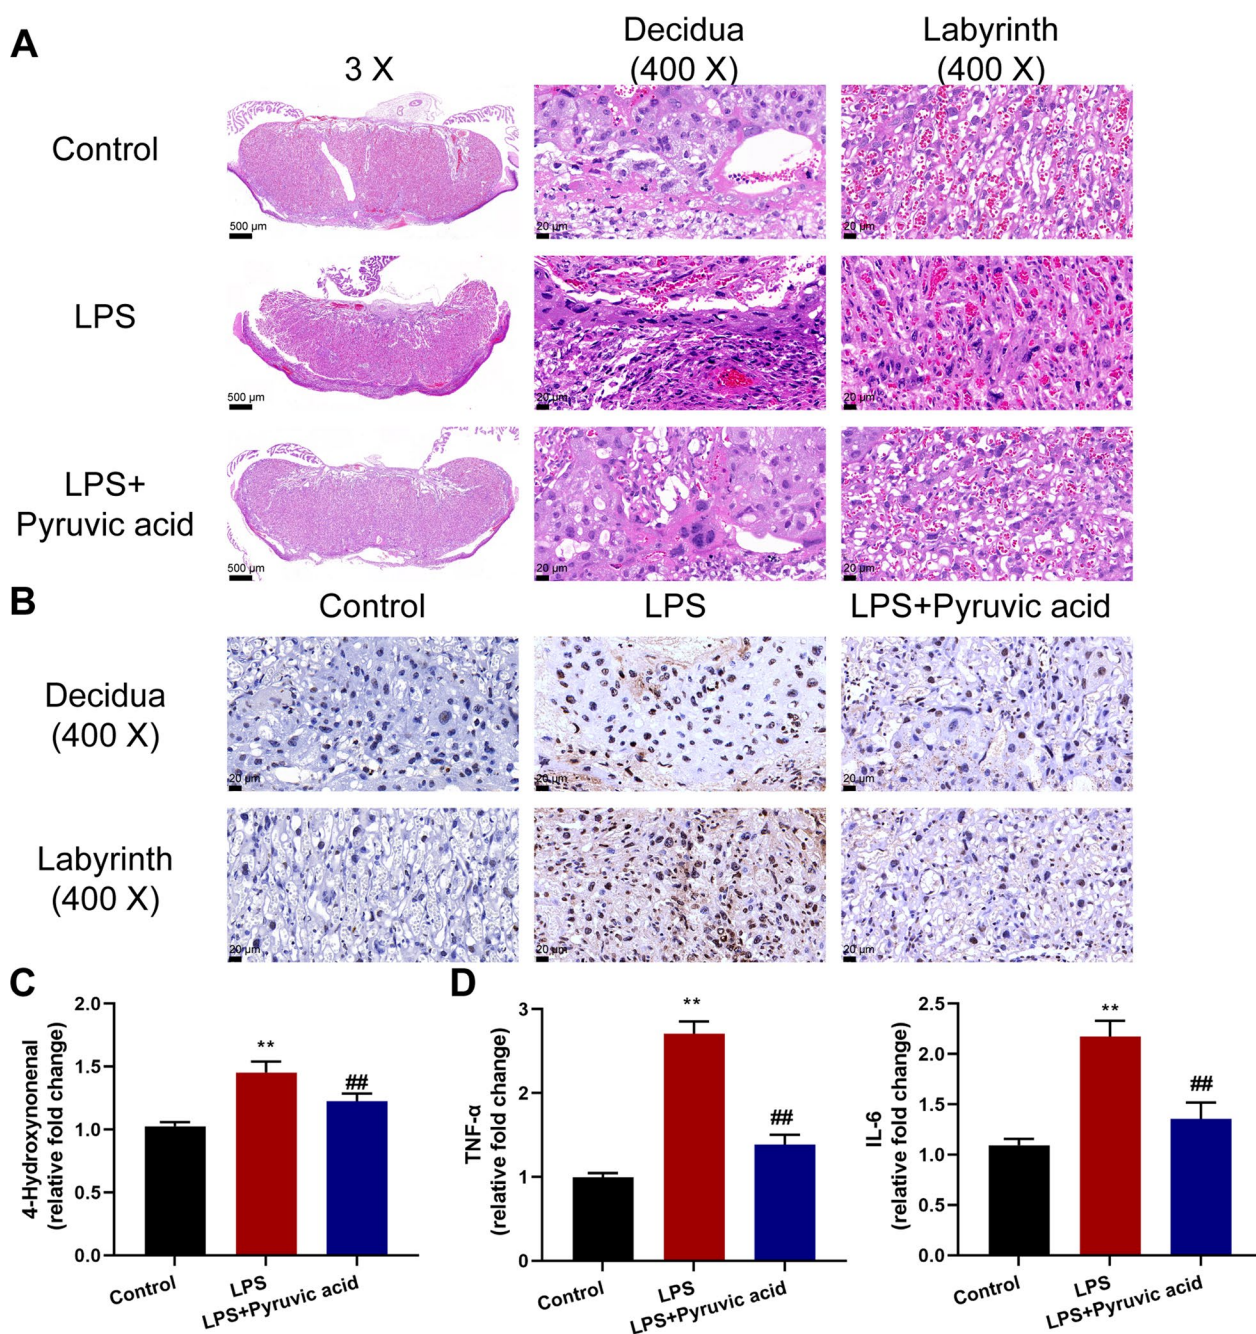 A
3 X
Decidua
(400 X)
Labyrinth
(400 X)
Control
500 μm
20 μm
20 μm
LPS
500 μm
20 μm
20 μm
LPS+
Pyruvic acid
500 μm
20 μm
20 μm
B
Control
LPS
LPS+Pyruvic acid
Decidua
(400 X)
20 μm
20 μm
20 μm
Labyrinth
(400 X)
20 μm
20 μm
20 μm
C
4-Hydroxynonenal
(relative fold change)
2.0
1.5
1.0
0.5
0.0
**
##
Control
LPS
LPS+Pyruvic acid
D
TNF-α
(relative fold change)
3
2
1
0
**
##
Control
LPS
LPS+Pyruvic acid
IL-6
(relative fold change)
2.5
2.0
1.5
1.0
0.5
0.0
**
##
Control
LPS
LPS+Pyruvic acid